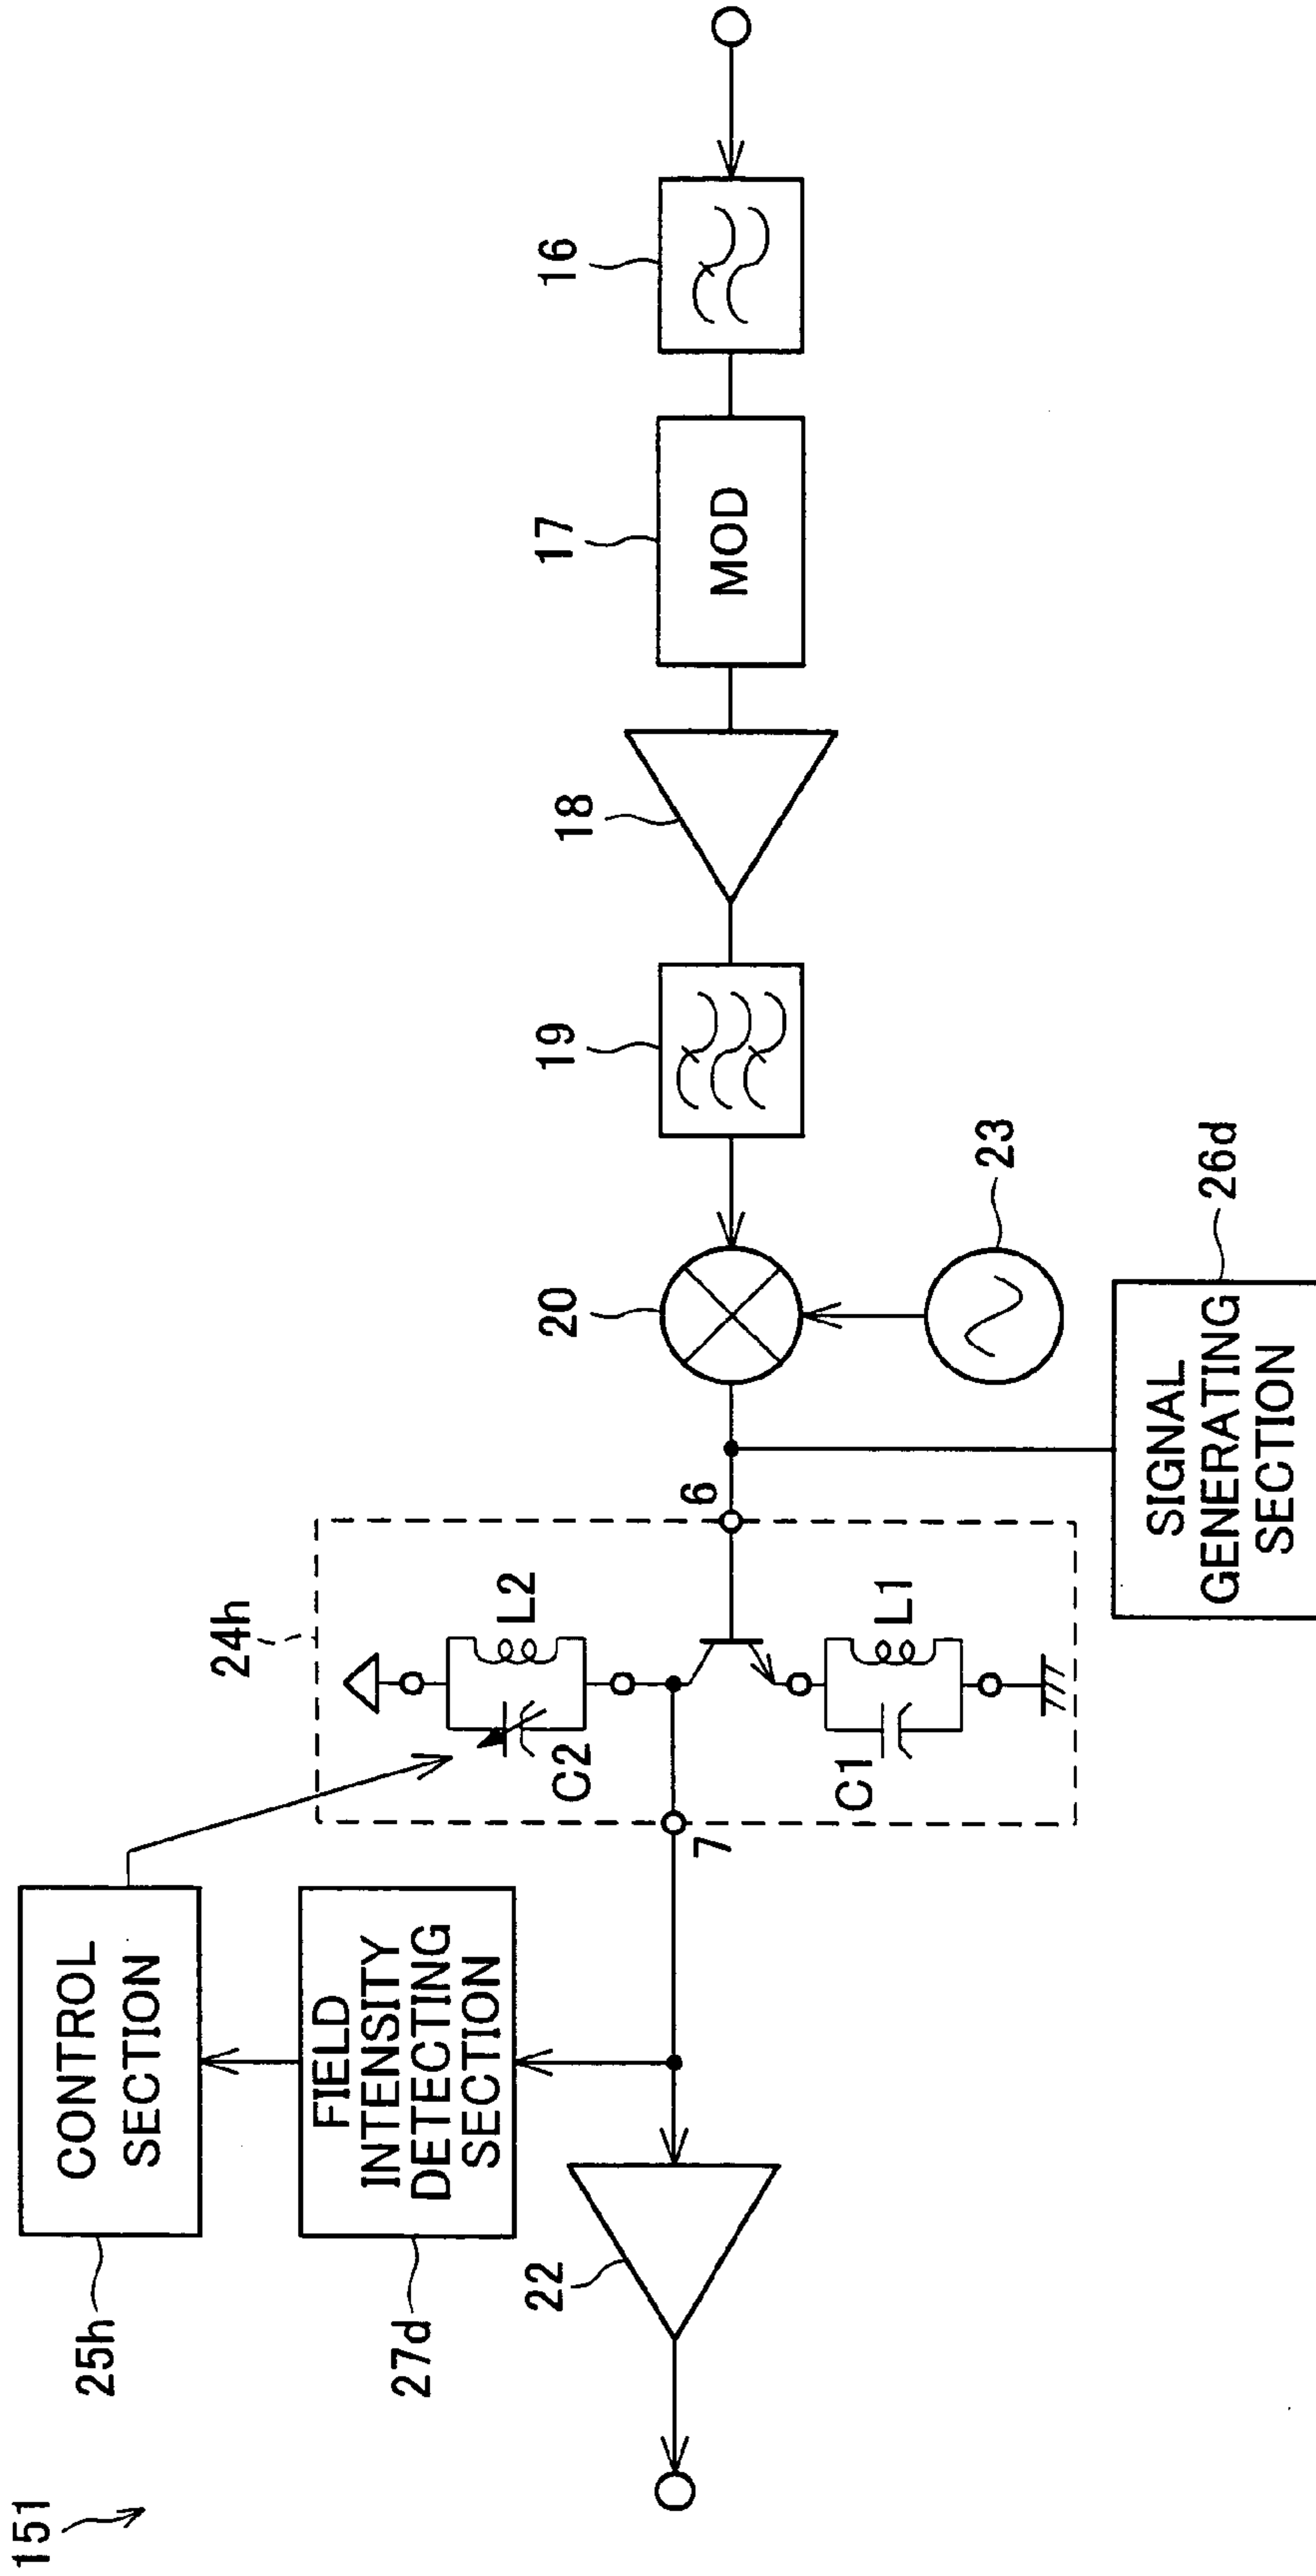 151
25h
CONTROL
SECTION
27d
FIELD
INTENSITY
DETECTING
SECTION
22
7
24h
C2
L2
C1
L1
6
20
23
SIGNAL
GENERATING
SECTION
26d
19
18
17
MOD
16